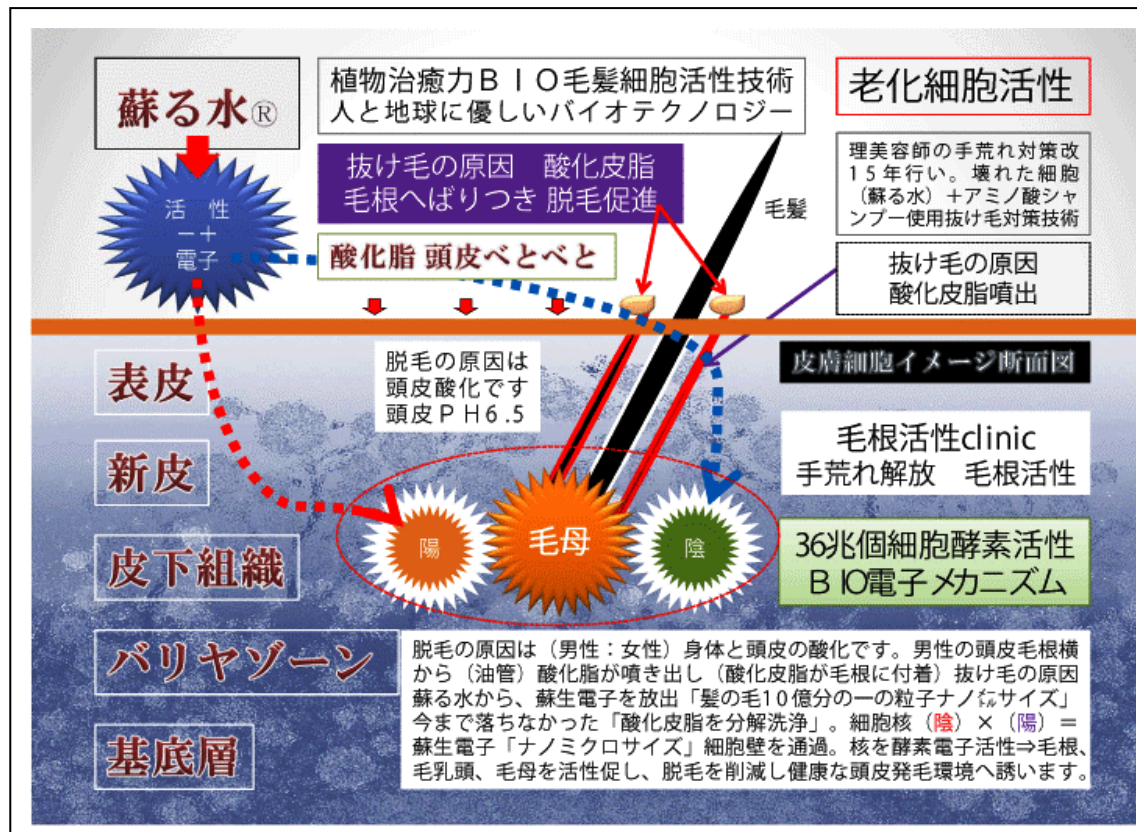 蘇る水®
植物治癒力BIO毛髪細胞活性技術
人と地球に優しいバイオテクノロジー
老化細胞活性
活 性
－＋
電子
抜け毛の原因 酸化皮脂
毛根へばりつき 脱毛促進
毛髪
理美容師の手荒れ対策改
15年行い。壊れた細胞
（蘇る水）＋アミノ酸シャ
ンプー使用抜け毛対策技術
酸化脂 頭皮べとべと
抜け毛の原因
酸化皮脂噴出
表皮
脱毛の原因は
頭皮酸化です
頭皮PH6.5
皮膚細胞イメージ断面図
新皮
毛根活性clinic
手荒れ解放 毛根活性
陽
毛母
陰
皮下組織
36兆個細胞酵素活性
BIO電子メカニズム
バリヤゾーン
基底層
脱毛の原因は（男性：女性）身体と頭皮の酸化です。男性の頭皮毛根横
から（油管）酸化脂が噴き出し（酸化皮脂が毛根に付着）抜け毛の原因
蘇る水から、蘇生電子を放出「髪の毛10億分の一の粒子ナノ㍍サイズ」
今まで落ちなかった「酸化皮脂を分解洗浄」。細胞核（陰）×（陽）＝
蘇生電子「ナノミクロサイズ」細胞壁を通過。核を酵素電子活性⇒毛根、
毛乳頭、毛母を活性促し、脱毛を削減し健康な頭皮発毛環境へ誘います。